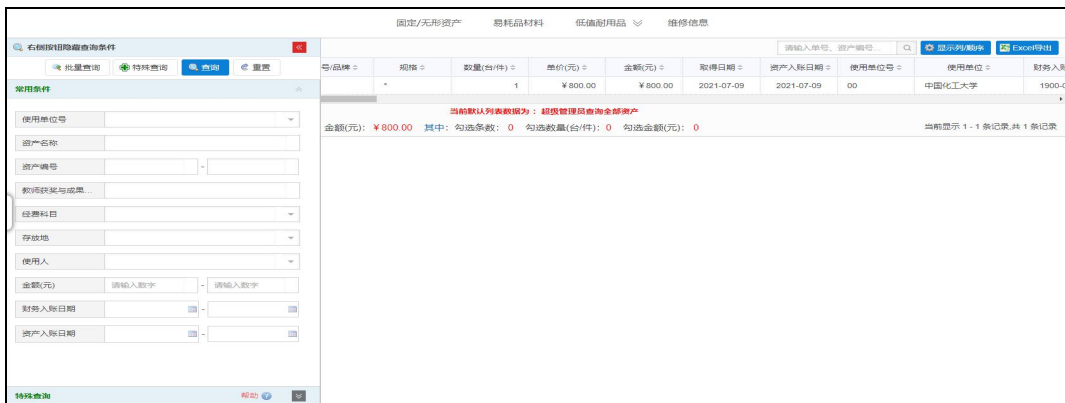 固定/无形资产 易耗品材料 低值耐用品 维修信息
右侧按钮隐藏查询条件
请输入单号、资产编号... 显示列/顺序 Excel导出
批量查询 特殊查询 查询 重置
号/品牌 规格 数量(台/件) 单价(元) 金额(元) 取得日期 资产入账日期 使用单位号 使用单位 财务入账
* 1 ￥800.00 ￥800.00 2021-07-09 2021-07-09 00 中国化工大学 1900-0
常用条件
当前默认列表数据为： 超级管理员查询全部资产
金额(元): ￥800.00 其中: 勾选条数: 0 勾选数量(台/件): 0 勾选金额(元): 0 当前显示 1 - 1 条记录,共 1 条记录
使用单位号
资产名称
资产编号 -
教师获奖与成果...
经费科目
存放地
使用人
金额(元) 请输入数字 - 请输入数字
财务入账日期 -
资产入账日期 -
特殊查询 帮助